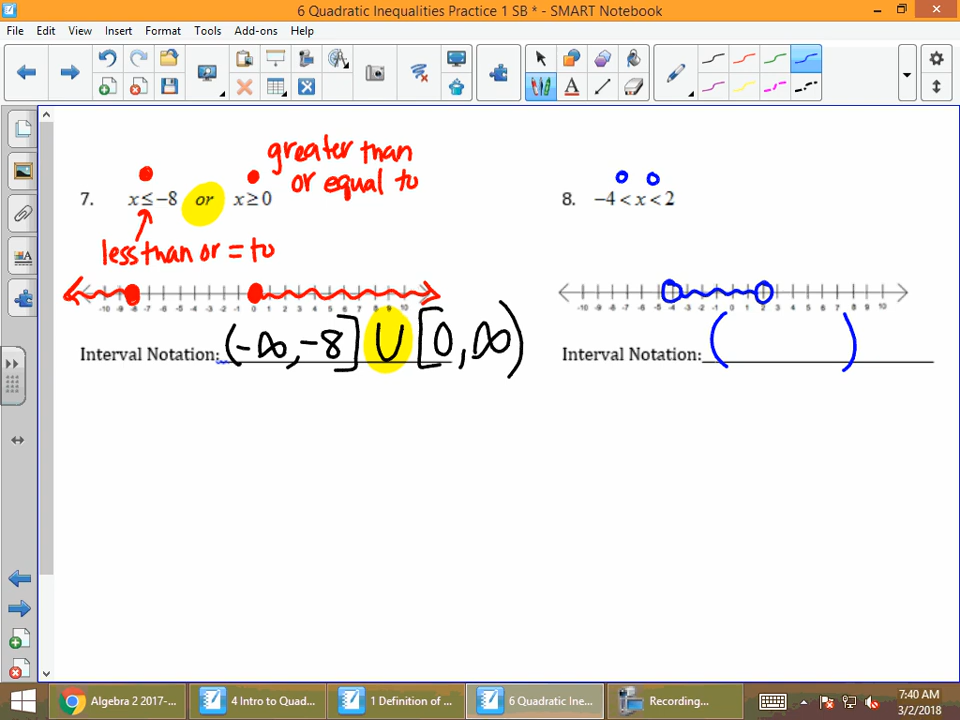 6 Quadratic Inequalities Practice 1 SB * - SMART Notebook
File Edit View Insert Format Tools Add-ons Help
greater than
or equal to
7. x≤−8 or x≥0
less than or = to
-10 -8 -7 -6 -5 -4 -3 -2 -1 0 1 2 3 4 5 6 7 8 9 10
Interval Notation: (-∞,-8] U [0,∞)
8. −4<x<2
-10 -8 -7 -6 -5 -4 -3 -2 -1 0 1 2 3 4 5 6 7 8 9 10
Interval Notation: ( )
Algebra 2 2017-...
4 Intro to Quad...
1 Definition of ...
6 Quadratic Ine...
Recording...
7:40 AM
3/2/2018